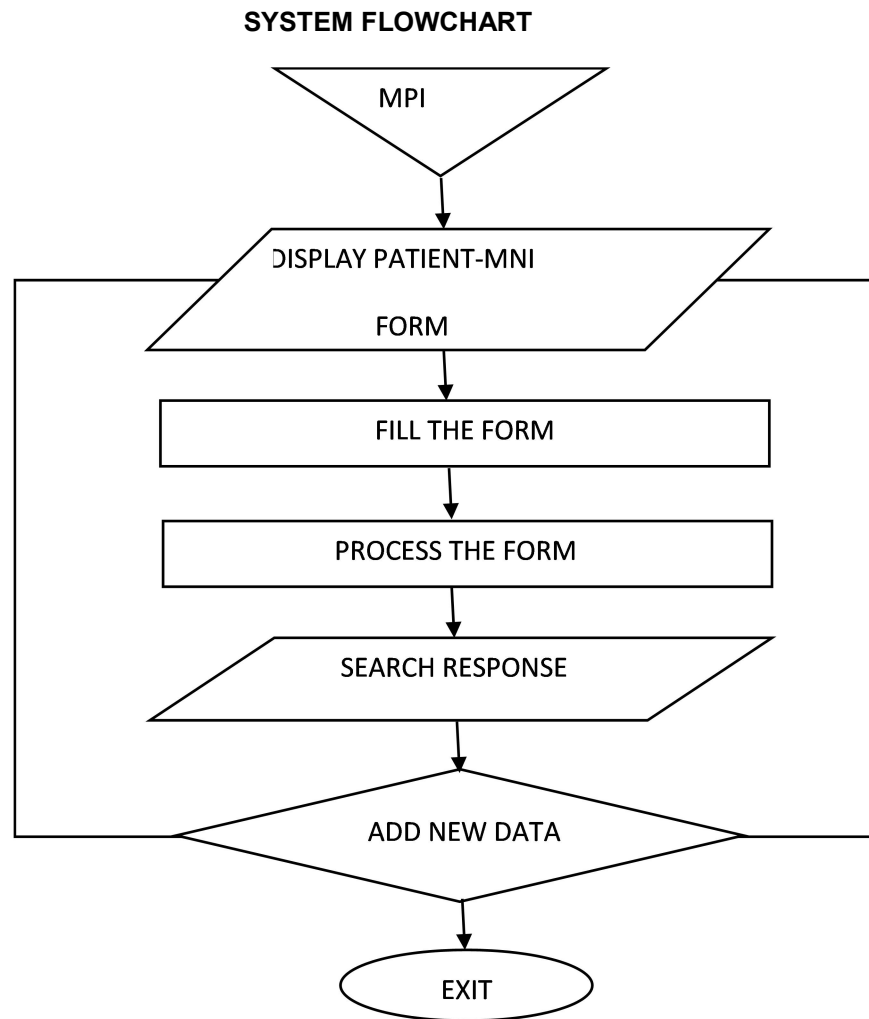 SYSTEM FLOWCHART
MPI
DISPLAY PATIENT-MNI
FORM
FILL THE FORM
PROCESS THE FORM
SEARCH RESPONSE
ADD NEW DATA
EXIT